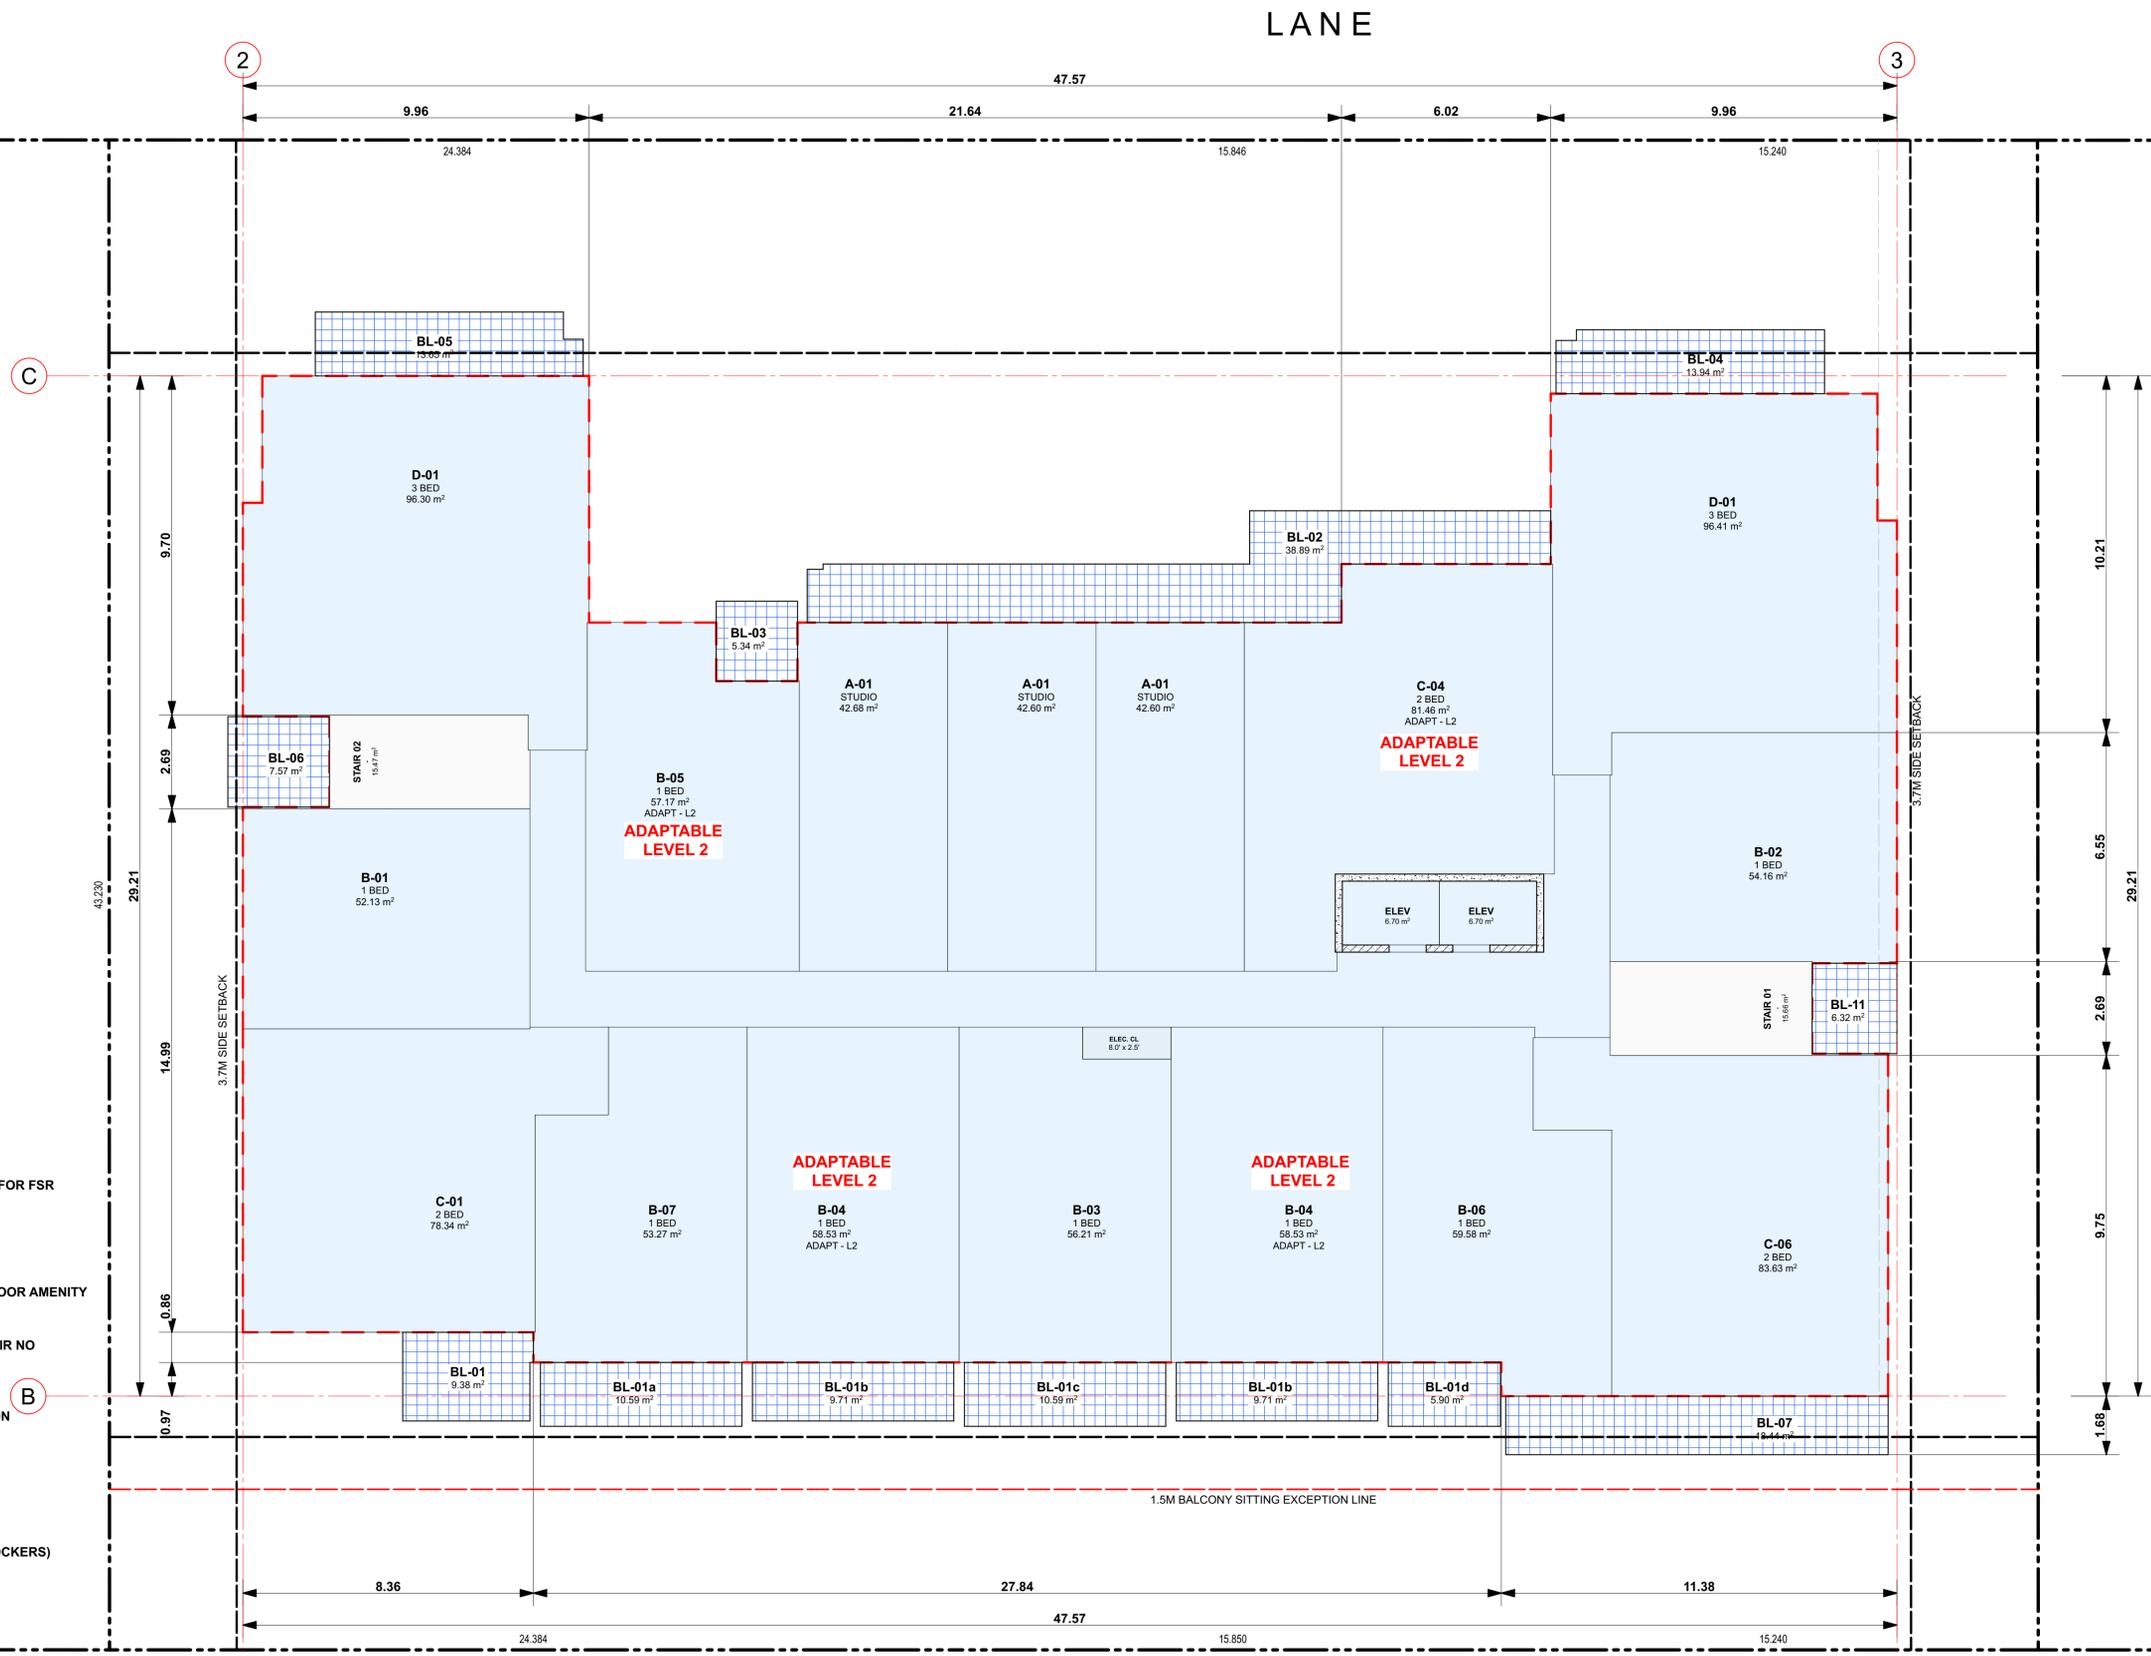 LANE
2
3
47.57
9.96
21.64
6.02
9.96
24.384
15.846
15.240
C
BL-05
BL-04
13.94 m²
D-01
3 BED
96.30 m²
D-01
3 BED
96.41 m²
BL-02
38.89 m²
BL-03
5.34 m²
9.70
10.21
A-01
STUDIO
42.68 m²
A-01
STUDIO
42.60 m²
A-01
STUDIO
42.60 m²
C-04
2 BED
81.46 m²
ADAPT - L2
ADAPTABLE
LEVEL 2
3.7M SIDE SETBACK
2.69
BL-06
7.57 m²
STAIR 02
-
15.47 m²
B-05
1 BED
57.17 m²
ADAPT - L2
ADAPTABLE
LEVEL 2
B-02
1 BED
54.16 m²
6.55
B-01
1 BED
52.13 m²
43.230
29.21
29.21
ELEV
6.70 m²
ELEV
6.70 m²
STAIR 01
-
15.66 m²
BL-11
6.32 m²
2.69
3.7M SIDE SETBACK
14.99
ELEC. CL
8.0' x 2.5'
FOR FSR
C-01
2 BED
78.34 m²
B-07
1 BED
53.27 m²
ADAPTABLE
LEVEL 2
B-04
1 BED
58.53 m²
ADAPT - L2
B-03
1 BED
56.21 m²
ADAPTABLE
LEVEL 2
B-04
1 BED
58.53 m²
ADAPT - L2
B-06
1 BED
59.58 m²
C-06
2 BED
83.63 m²
9.75
OOR AMENITY
0.86
IR NO
BL-01
9.38 m²
BL-01a
10.59 m²
BL-01b
9.71 m²
BL-01c
10.59 m²
BL-01b
9.71 m²
BL-01d
5.90 m²
B
ON
0.97
BL-07
18.44 m²
1.68
1.5M BALCONY SITTING EXCEPTION LINE
OCKERS)
8.36
27.84
11.38
47.57
24.384
15.850
15.240